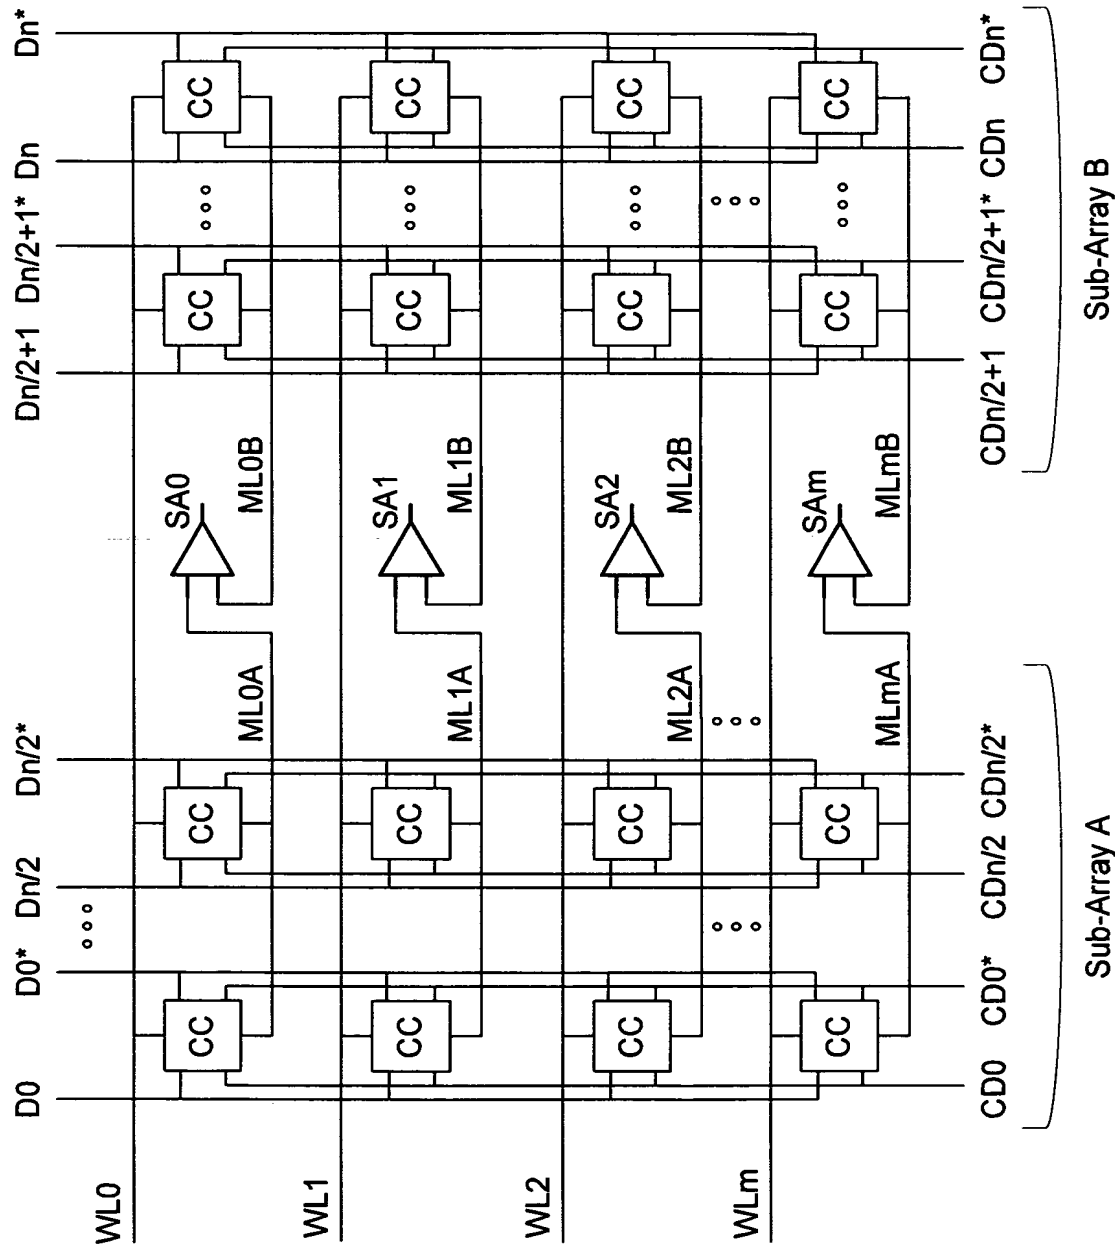 D0 D0* Dn/2 Dn/2* Dn/2+1 Dn/2+1* Dn Dn*
WL0
CC CC CC CC
SA0
ML0A ML0B
WL1
CC CC CC CC
SA1
ML1A ML1B
WL2
CC CC CC CC
SA2
ML2A ML2B
WLm
CC CC CC CC
SAm
MLmA MLmB
CD0 CD0* CDn/2 CDn/2* CDn/2+1 CDn/2+1* CDn CDn*
Sub-Array A Sub-Array B